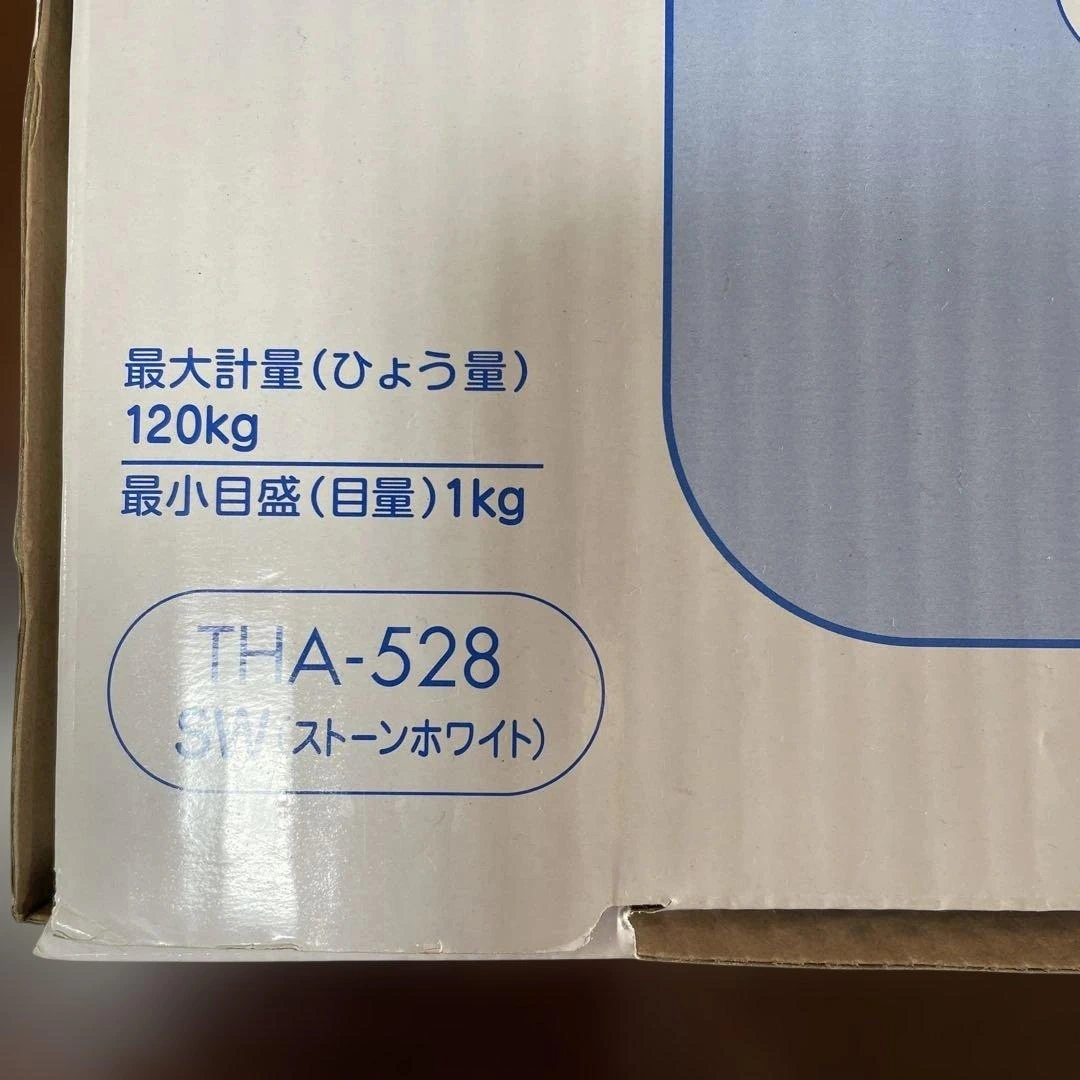 最大計量(ひょう量)
120kg
最小目盛(目量)1kg
THA-528
SW(ストーンホワイト)